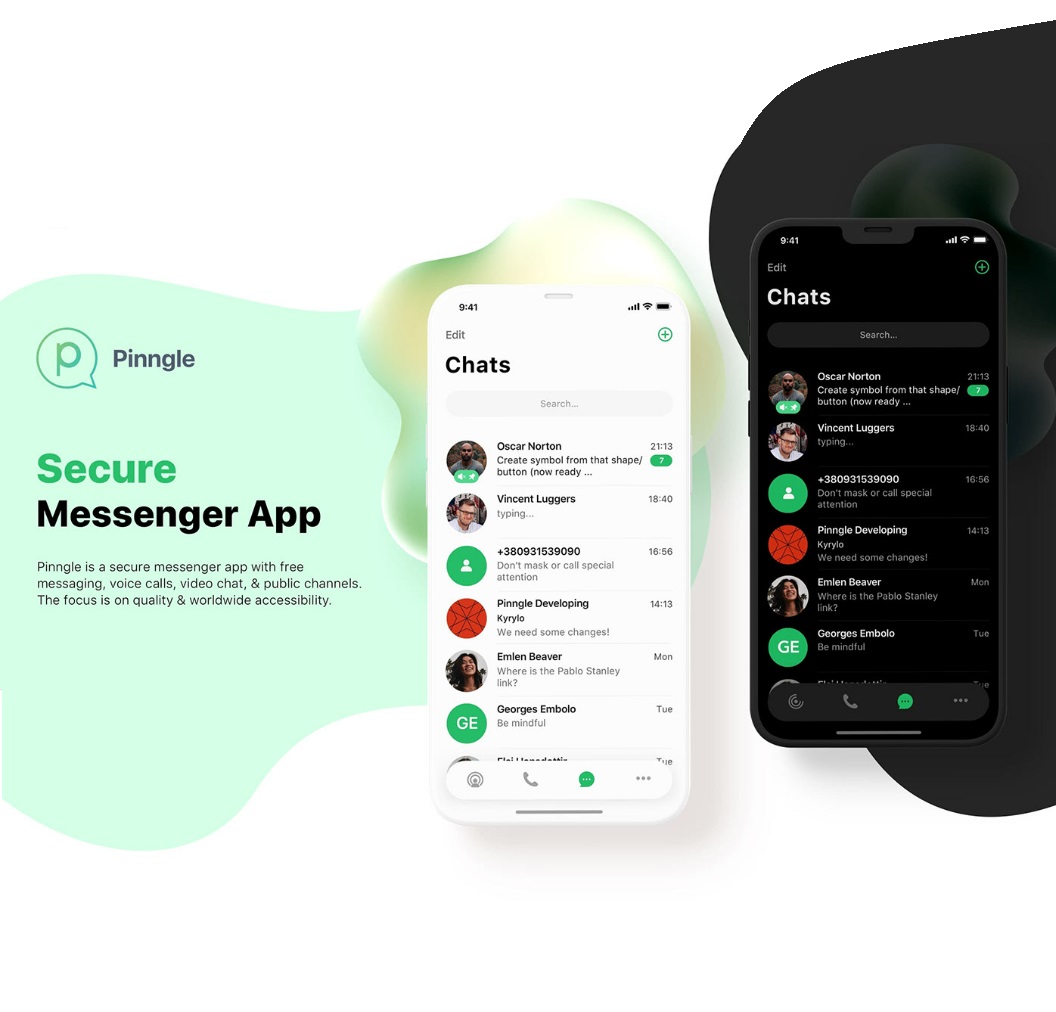 Pinngle
Secure
Messenger App
Pinngle is a secure messenger app with free
messaging, voice calls, video chat, & public channels.
The focus is on quality & worldwide accessibility.
9:41
Edit
Chats
Search...
Oscar Norton 21:13
Create symbol from that shape/ 7
button (now ready ...
Vincent Luggers 18:40
typing...
+380931539090 16:56
Don't mask or call special
attention
Pinngle Developing 14:13
Kyrylo
We need some changes!
Emlen Beaver Mon
Where is the Pablo Stanley
link?
GE Georges Embolo Tue
Be mindful
Tue
9:41
Edit
Chats
Search...
Oscar Norton 21:13
Create symbol from that shape/ 7
button (now ready ...
Vincent Luggers 18:40
typing...
+380931539090 16:56
Don't mask or call special
attention
Pinngle Developing 14:13
Kyrylo
We need some changes!
Emlen Beaver Mon
Where is the Pablo Stanley
link?
GE Georges Embolo Tue
Be mindful
Tue